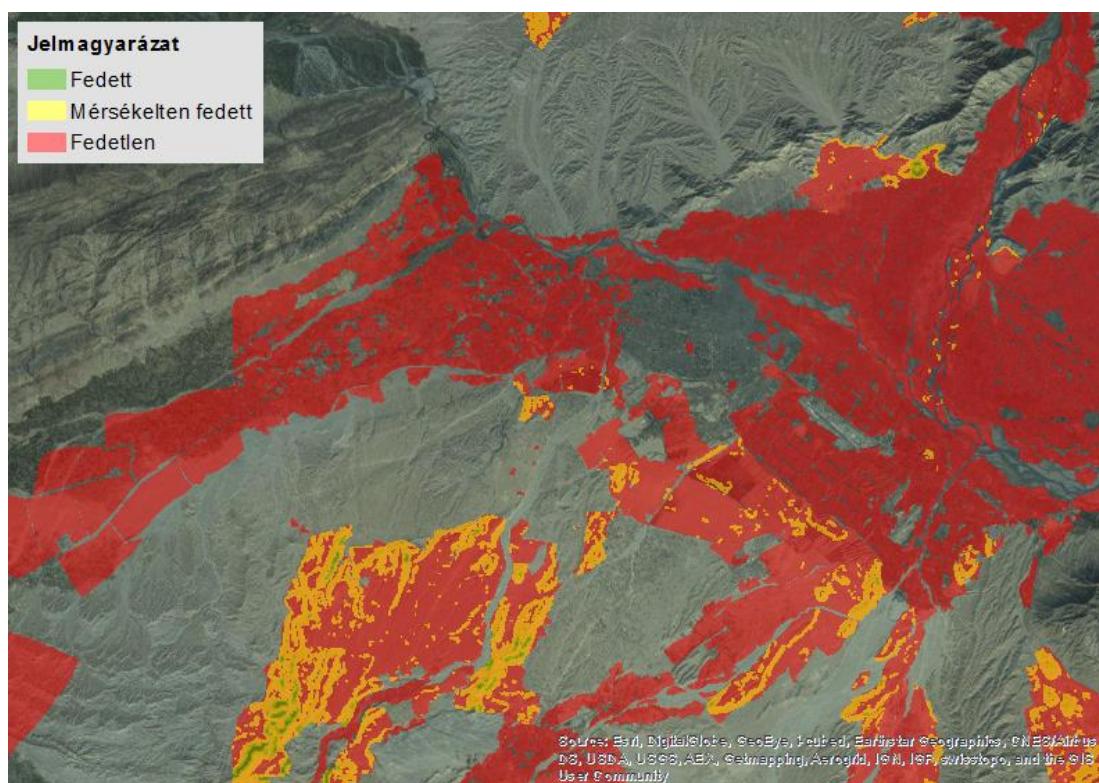 Jelmagyarázat
Fedett
Mérsékelten fedett
Fedetlen
Source: Esri, DigitalGlobe, GeoEye, i-cubed, Earthstar Geographics, CNES/Airbus
DS, USDA, USGS, AEX, Getmapping, Aerogrid, IGN, IGP, swisstopo, and the GIS
User Community